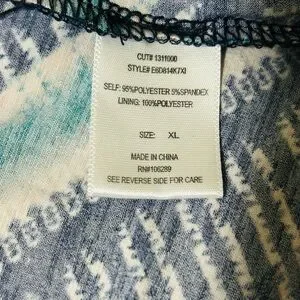 CUT# 1311000
STYLE# E6D814K7XI
SELF: 95%POLYESTER 5%SPANDEX
LINING: 100%POLYESTER
SIZE: XL
MADE IN CHINA
RN#106289
SEE REVERSE SIDE FOR CARE